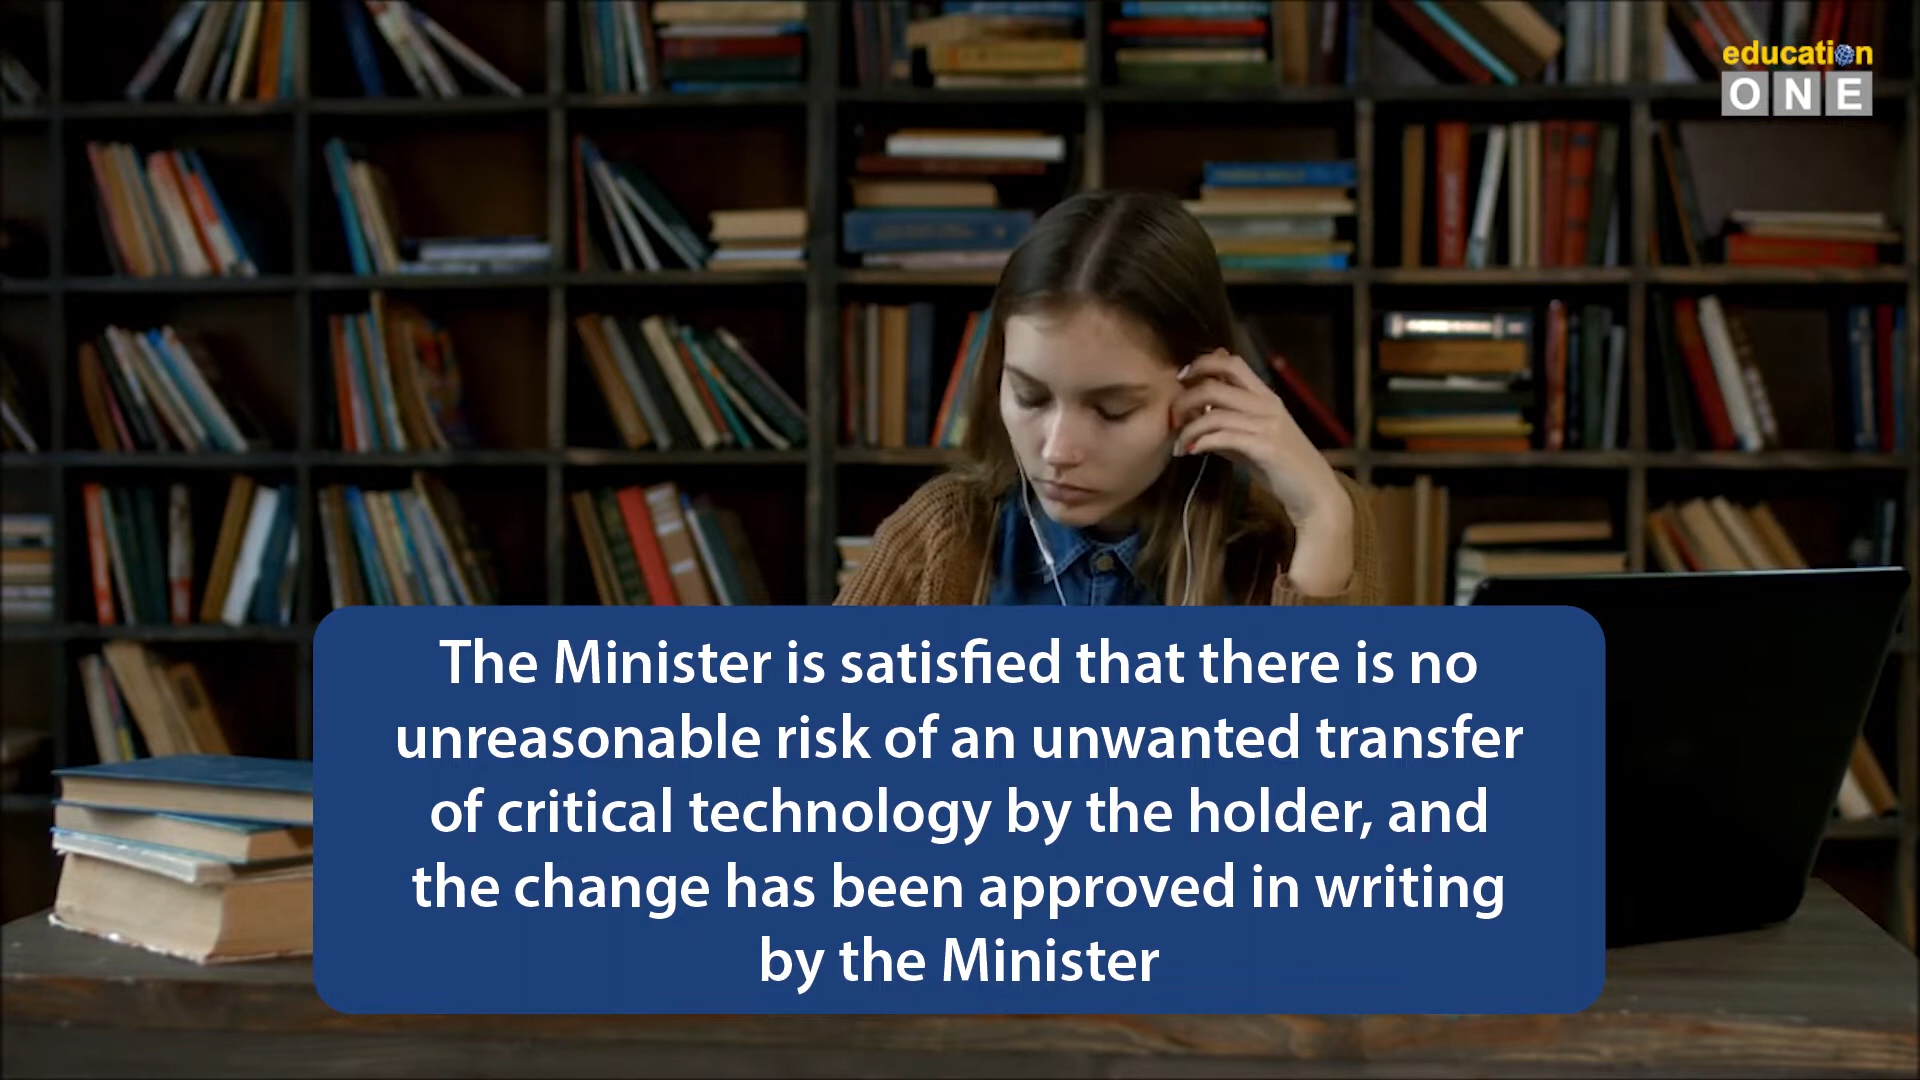 education
ONE
The Minister is satisfied that there is no
unreasonable risk of an unwanted transfer
of critical technology by the holder, and
the change has been approved in writing
by the Minister